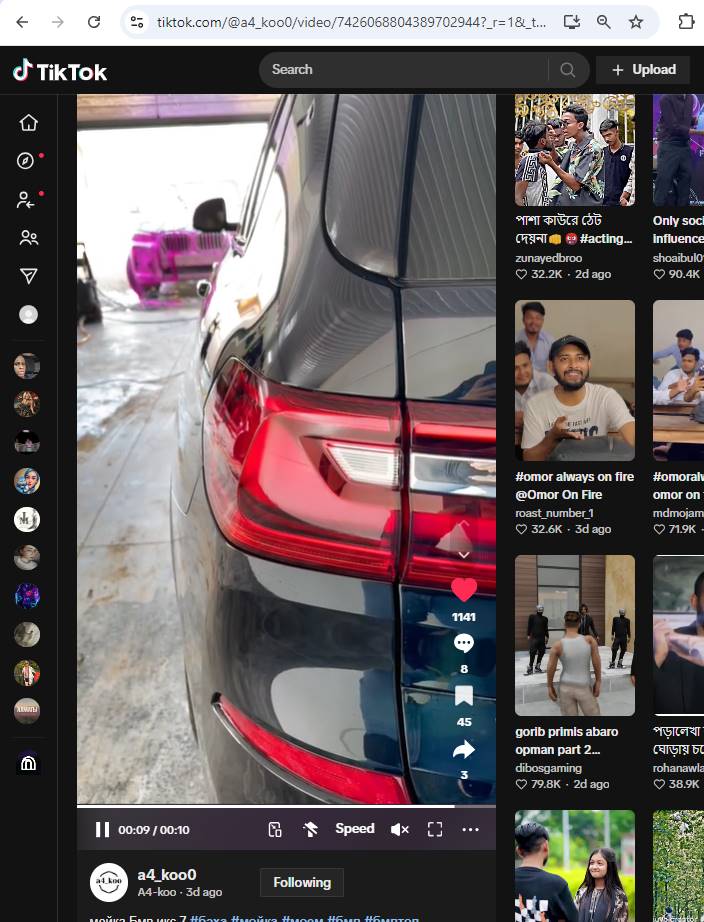 tiktok.com/@a4_koo0/video/7426068804389702944?_r=1&_t...
TikTok
Search
Upload
1141
8
45
3
00:09 / 00:10
Speed
a4_koo0
a4_koo0
A4-koo · 3d ago
Following
мойка Бмв икс 7 #баха #мойка #моем #бмв #бмвтоп
পাশা কাউরে ঠেট
দেয়না👊👹 #acting...
zunayedbroo
32.2K · 2d ago
Only soci
influence
shoaibul0
90.4K
#omor always on fire
@Omor On Fire
roast_number_1
32.6K · 3d ago
#omoralw
omor on
mdmojam
71.9K
gorib primis abaro
opman part 2...
dibosgaming
79.8K · 2d ago
পড়ালেখা
ঘোড়ায় চ
rohanawla
38.9K